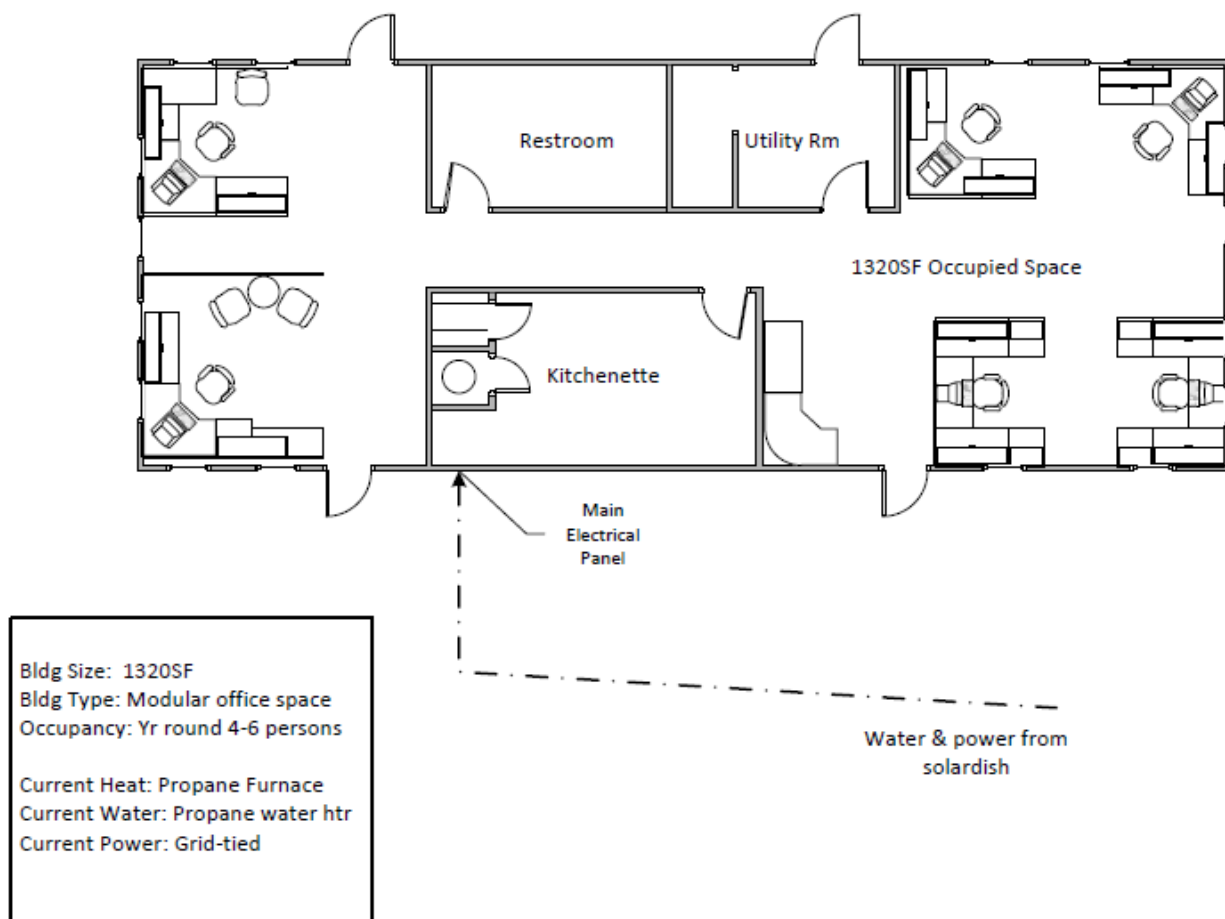 Restroom
Utility Rm
1320SF Occupied Space
Kitchenette
Main
Electrical
Panel
Water & power from
solardish
Bldg Size:  1320SF
Bldg Type: Modular office space
Occupancy: Yr round 4-6 persons
Current Heat: Propane Furnace
Current Water: Propane water htr
Current Power: Grid-tied